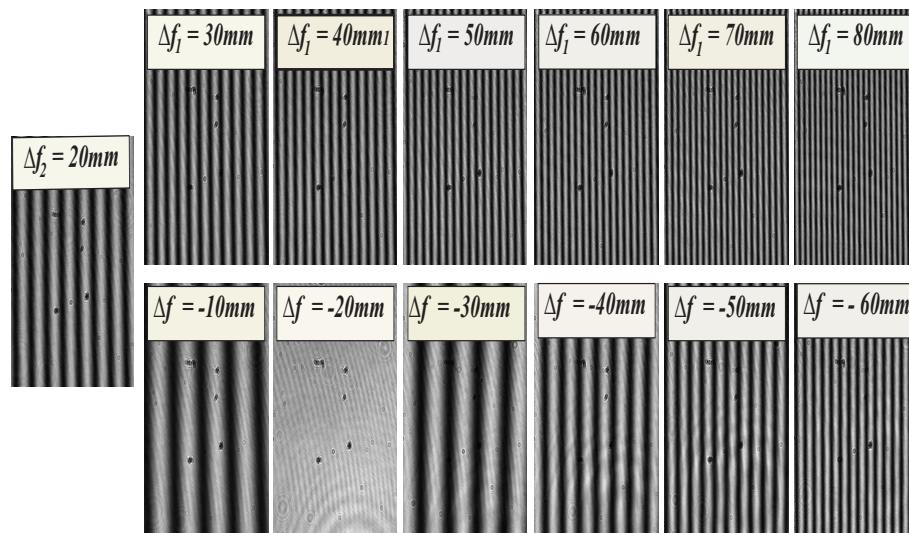 Δf₁ = 30mm
Δf₁ = 40mm1
Δf₁ = 50mm
Δf₁ = 60mm
Δf₁ = 70mm
Δf₁ = 80mm
Δf₂ = 20mm
Δf = -10mm
Δf = -20mm
Δf = -30mm
Δf = -40mm
Δf = -50mm
Δf = - 60mm